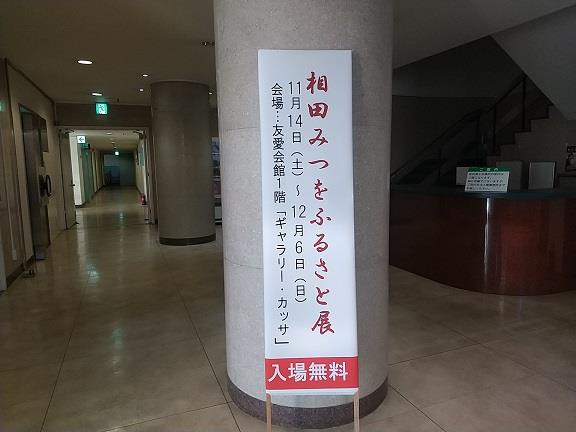 相田みつをふるさと展
11月14日（土）～12月6日（日）
会場…友愛会館1階「ギャラリー・カッサ」
入場無料